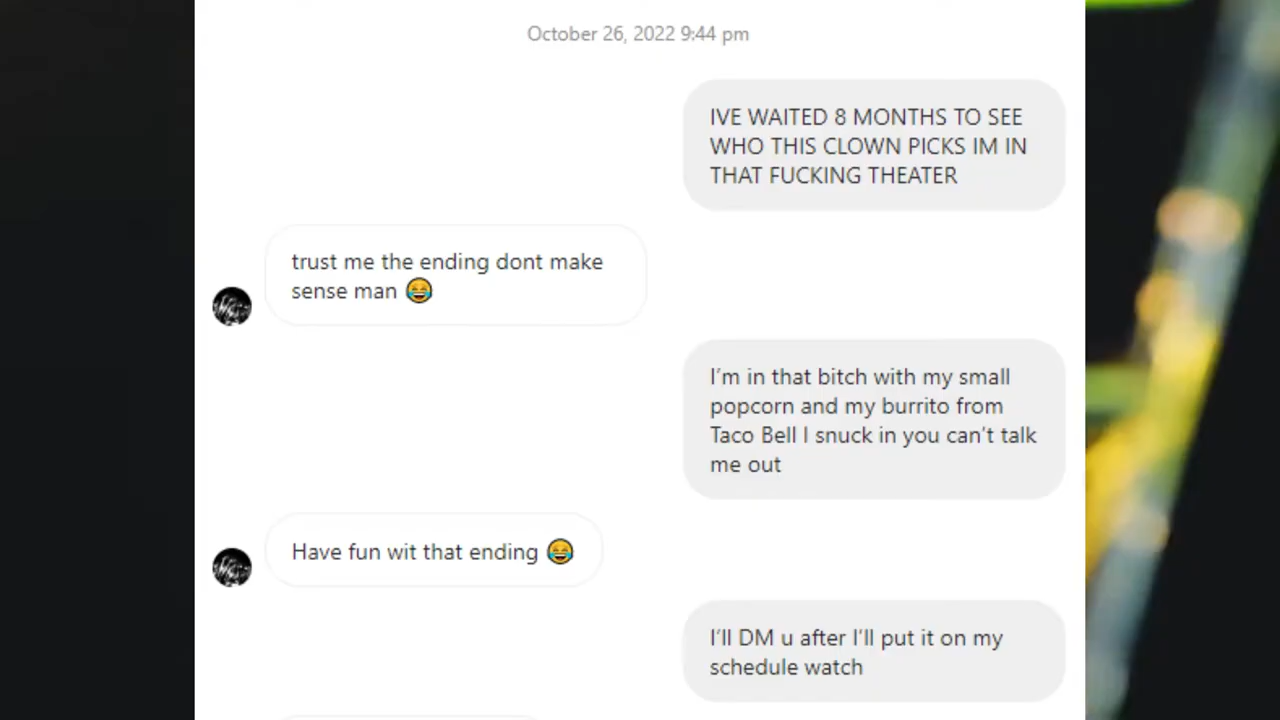 October 26, 2022 9:44 pm
IVE WAITED 8 MONTHS TO SEE
WHO THIS CLOWN PICKS IM IN
THAT FUCKING THEATER
trust me the ending dont make
sense man 😂
I’m in that bitch with my small
popcorn and my burrito from
Taco Bell I snuck in you can’t talk
me out
Have fun wit that ending 😂
I’ll DM u after I’ll put it on my
schedule watch